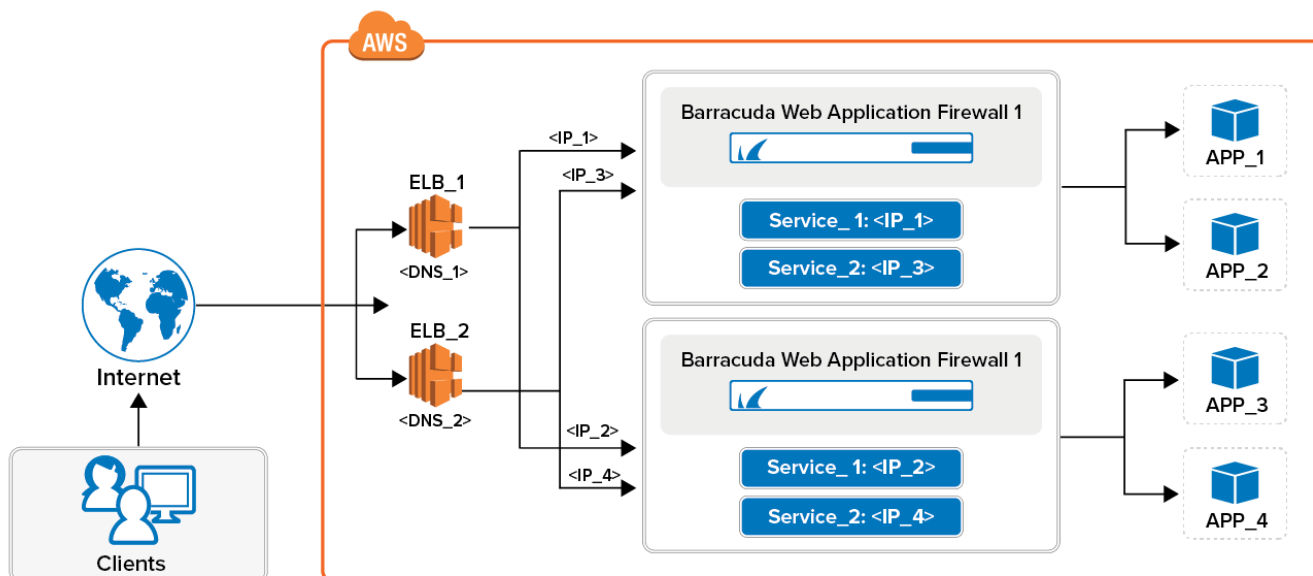 AWS
Barracuda Web Application Firewall 1
<IP_1>
<IP_3>
ELB_1
<DNS_1>
Service_ 1: <IP_1>
Service_2: <IP_3>
APP_1
APP_2
Internet
ELB_2
<DNS_2>
Barracuda Web Application Firewall 1
<IP_2>
<IP_4>
Service_ 1: <IP_2>
Service_2: <IP_4>
APP_3
APP_4
Clients